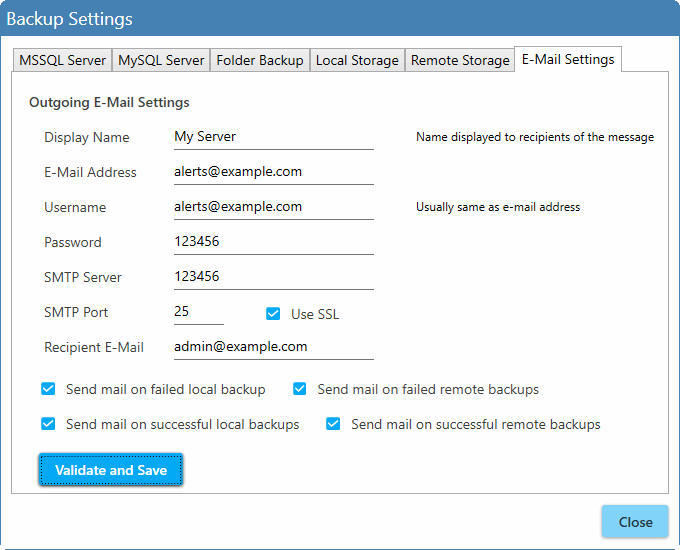 Backup Settings
MSSQL Server MySQL Server Folder Backup Local Storage Remote Storage E-Mail Settings
Outgoing E-Mail Settings
Display Name My Server Name displayed to recipients of the message
E-Mail Address alerts@example.com
Username alerts@example.com Usually same as e-mail address
Password 123456
SMTP Server 123456
SMTP Port 25 Use SSL
Recipient E-Mail admin@example.com
Send mail on failed local backup Send mail on failed remote backups
Send mail on successful local backups Send mail on successful remote backups
Validate and Save
Close